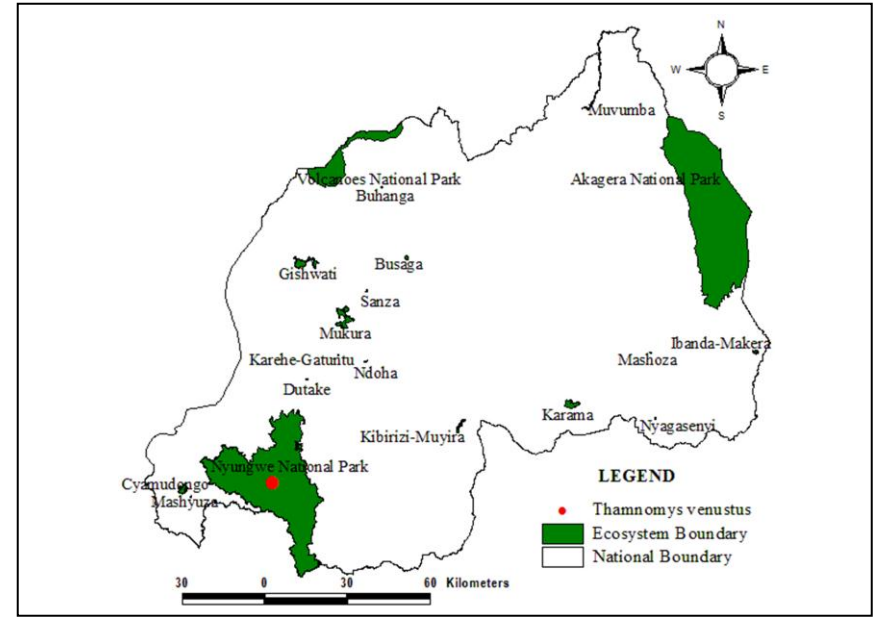 N
W E
S
Muvumba
Volcanoes National Park
Akagera National Park
Buhanga
Busaga
Gishwati
Sanza
Mukura
Ibanda-Makera
Karehe-Gaturitu
Mashoza
Ndoha
Dutake
Karama
Nyagasenyi
Kibirizi-Muyira
Nyungwe National Park
LEGEND
Cyamudongo
Mashyuza
Thamnomys venustus
Ecosystem Boundary
National Boundary
30 0 30 60 Kilometers